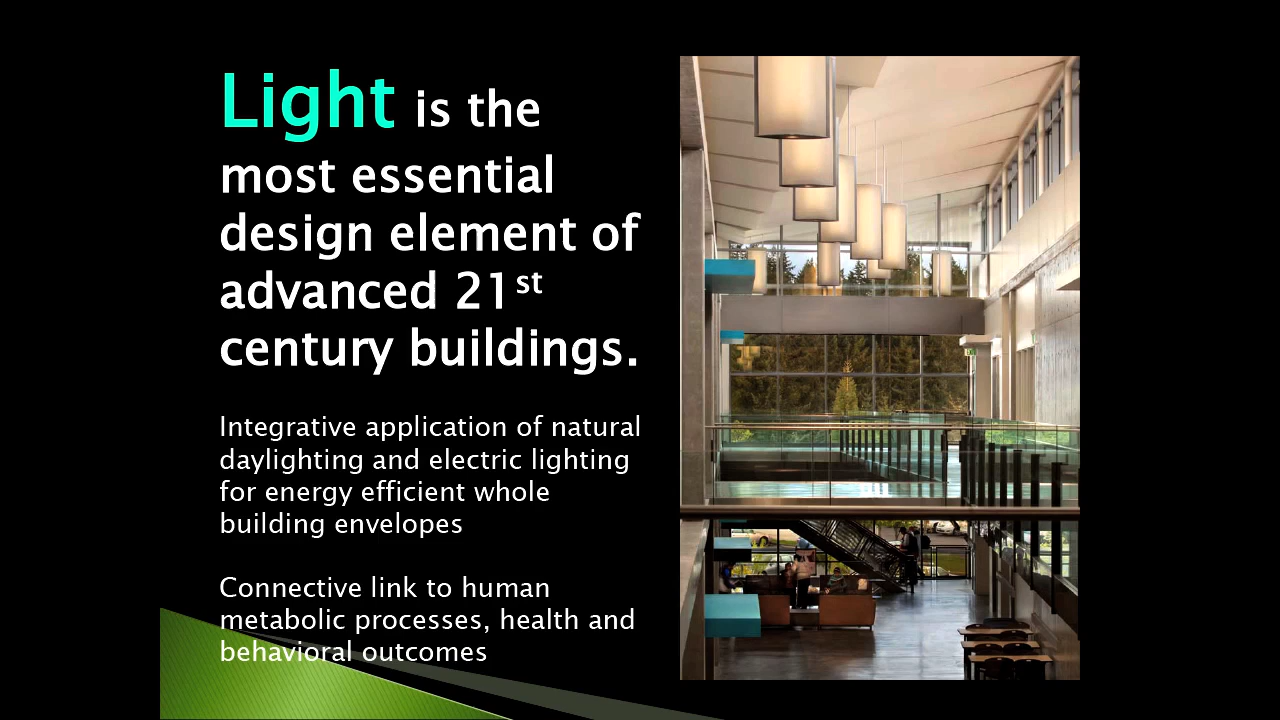 Light is the
most essential
design element of
advanced 21st
century buildings.
Integrative application of natural
daylighting and electric lighting
for energy efficient whole
building envelopes
Connective link to human
metabolic processes, health and
behavioral outcomes